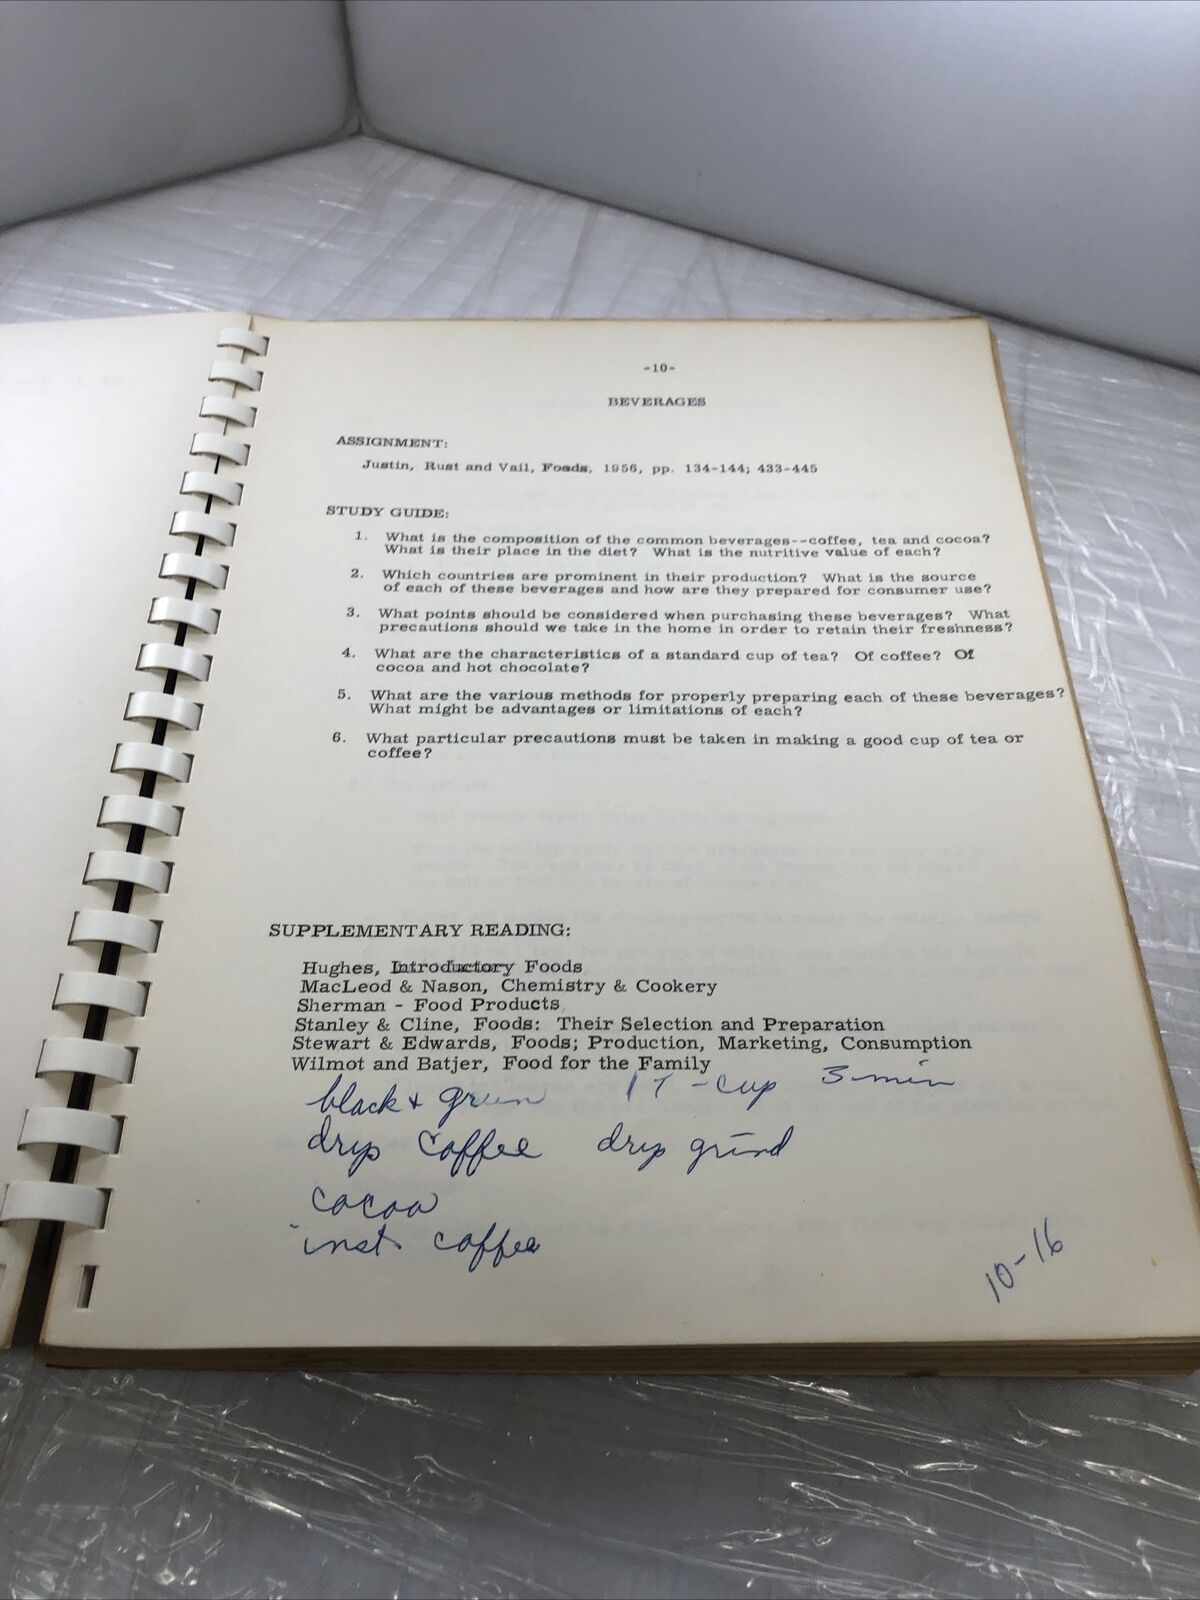 -10-
BEVERAGES
ASSIGNMENT:
Justin, Rust and Vail, Foods, 1956, pp. 134-144; 433-445
STUDY GUIDE:
1. What is the composition of the common beverages--coffee, tea and cocoa?
What is their place in the diet? What is the nutritive value of each?
2. Which countries are prominent in their production? What is the source
of each of these beverages and how are they prepared for consumer use?
3. What points should be considered when purchasing these beverages? What
precautions should we take in the home in order to retain their freshness?
4. What are the characteristics of a standard cup of tea? Of coffee? Of
cocoa and hot chocolate?
5. What are the various methods for properly preparing each of these beverages?
What might be advantages or limitations of each?
6. What particular precautions must be taken in making a good cup of tea or
coffee?
SUPPLEMENTARY READING:
Hughes, Introductory Foods
MacLeod & Nason, Chemistry & Cookery
Sherman - Food Products
Stanley & Cline, Foods: Their Selection and Preparation
Stewart & Edwards, Foods; Production, Marketing, Consumption
Wilmot and Batjer, Food for the Family
black + green 1 T - cup 3 min
drip coffee drip grind
cocoa
inst. coffee
10-16